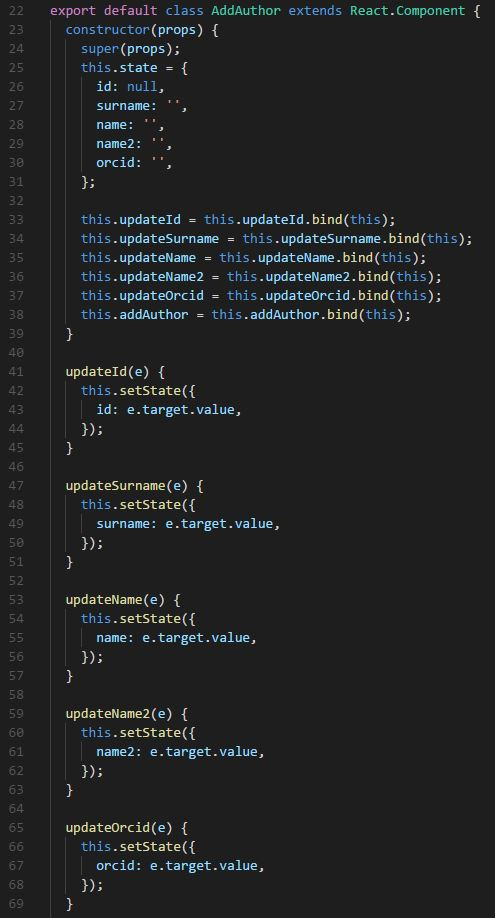 22 export default class AddAuthor extends React.Component {
23   constructor(props) {
24     super(props);
25     this.state = {
26       id: null,
27       surname: '',
28       name: '',
29       name2: '',
30       orcid: '',
31     };
32
33     this.updateId = this.updateId.bind(this);
34     this.updateSurname = this.updateSurname.bind(this);
35     this.updateName = this.updateName.bind(this);
36     this.updateName2 = this.updateName2.bind(this);
37     this.updateOrcid = this.updateOrcid.bind(this);
38     this.addAuthor = this.addAuthor.bind(this);
39   }
40
41   updateId(e) {
42     this.setState({
43       id: e.target.value,
44     });
45   }
46
47   updateSurname(e) {
48     this.setState({
49       surname: e.target.value,
50     });
51   }
52
53   updateName(e) {
54     this.setState({
55       name: e.target.value,
56     });
57   }
58
59   updateName2(e) {
60     this.setState({
61       name2: e.target.value,
62     });
63   }
64
65   updateOrcid(e) {
66     this.setState({
67       orcid: e.target.value,
68     });
69   }